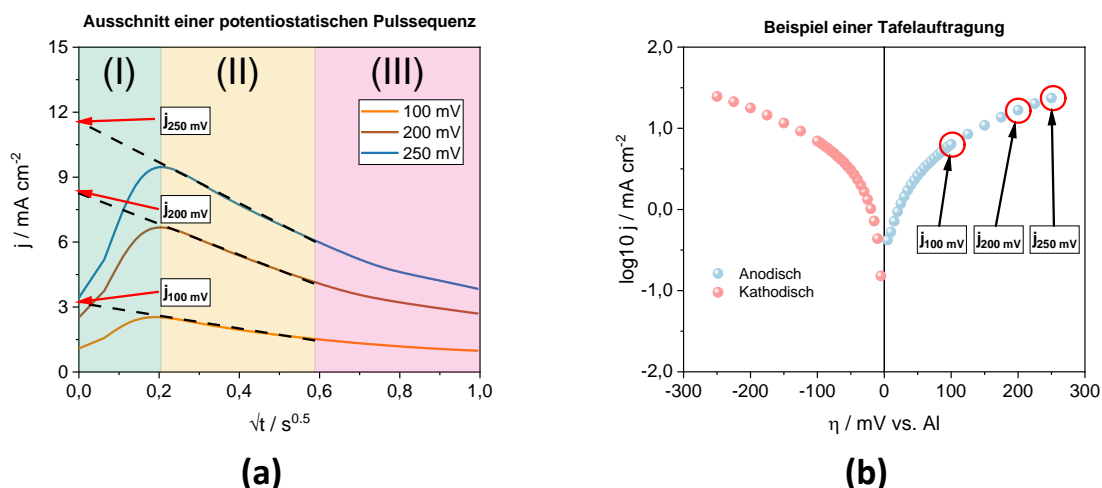 Ausschnitt einer potentiostatischen Pulssequenz
(I) (II) (III)
15
12
9
6
3
0
j / mA cm-2
j250 mV
j200 mV
j100 mV
100 mV
200 mV
250 mV
0,0 0,2 0,4 0,6 0,8 1,0
√t / s0.5
(a)
Beispiel einer Tafelauftragung
2,0
1,0
0,0
-1,0
-2,0
log10 j / mA cm-2
j100 mV j200 mV j250 mV
Anodisch
Kathodisch
-300 -200 -100 0 100 200 300
η / mV vs. Al
(b)